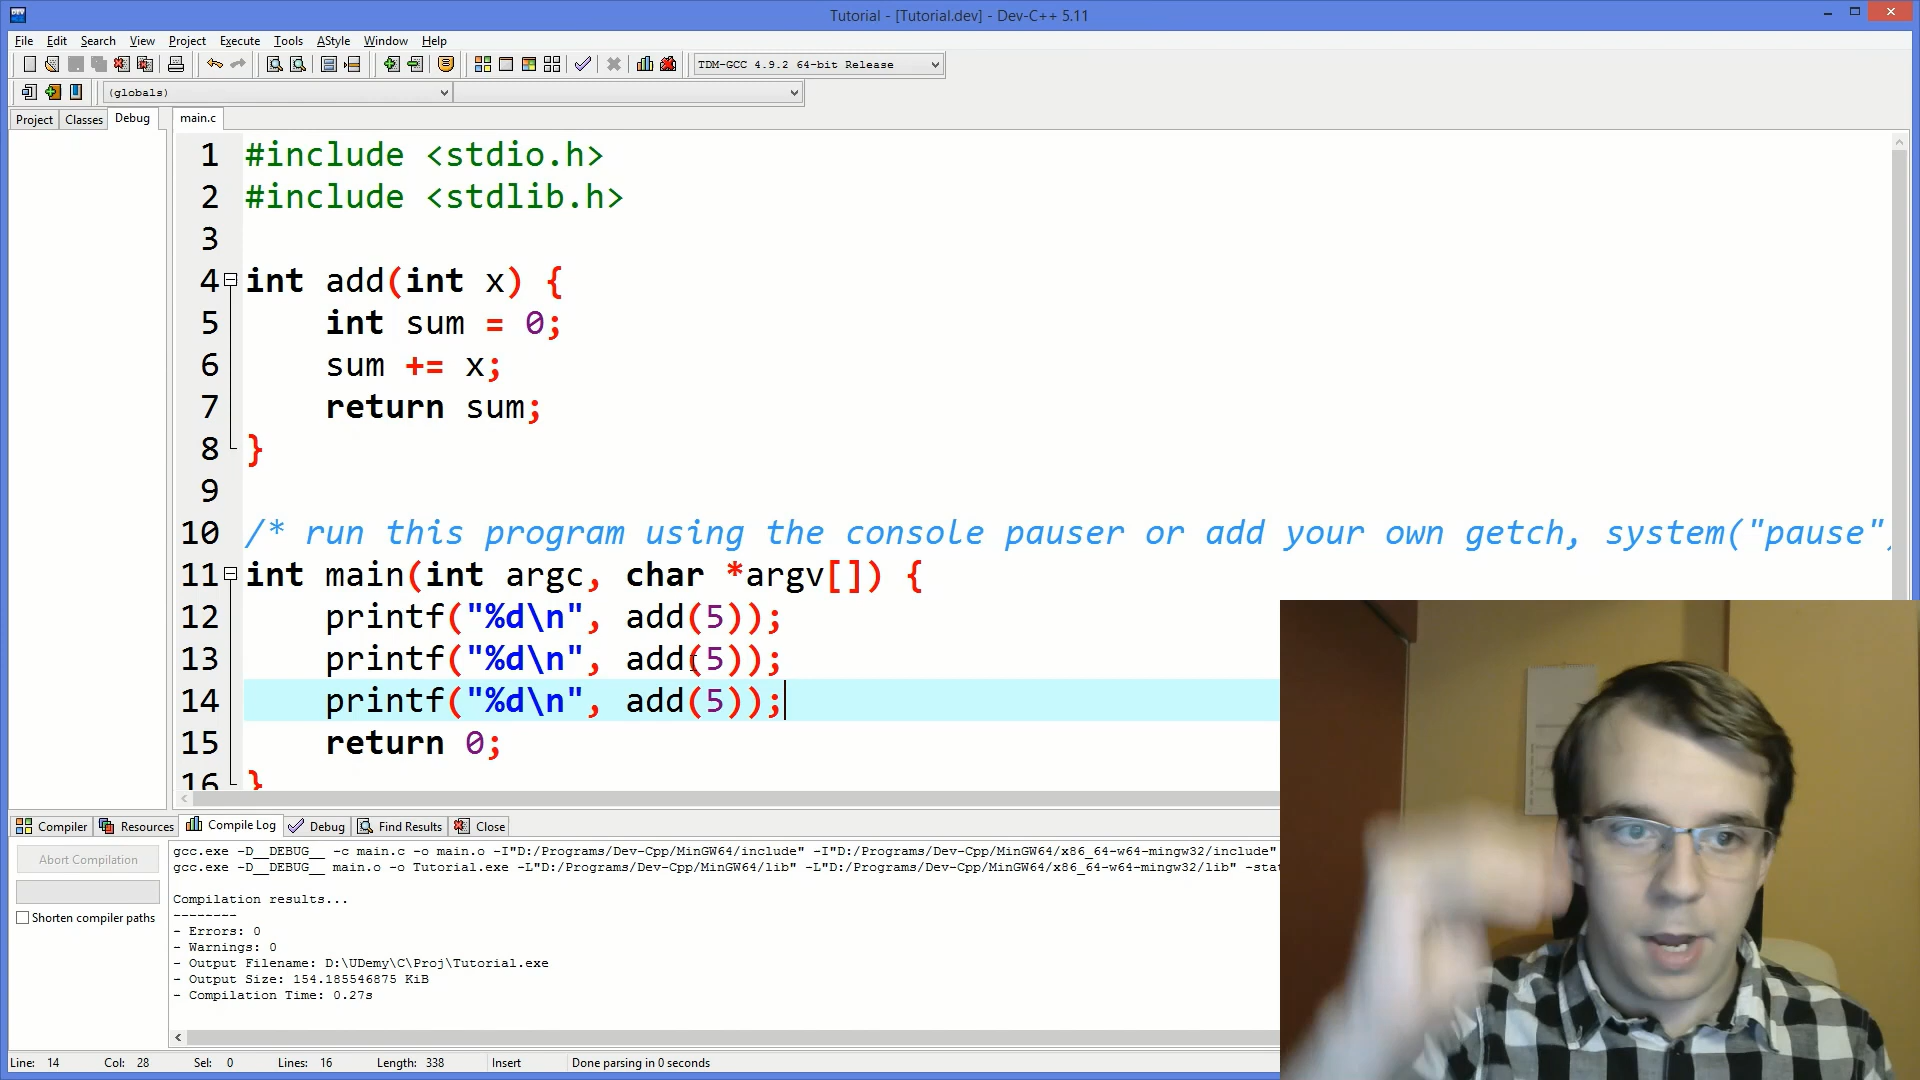 Tutorial - [Tutorial.dev] - Dev-C++ 5.11
File Edit Search View Project Execute Tools AStyle Window Help
TDM-GCC 4.9.2 64-bit Release
(globals)
Project Classes Debug
main.c
1 #include <stdio.h>
2 #include <stdlib.h>
3
4 int add(int x) {
5 int sum = 0;
6 sum += x;
7 return sum;
8 }
9
10 /* run this program using the console pauser or add your own getch, system("pause")
11 int main(int argc, char *argv[]) {
12 printf("%d\n", add(5));
13 printf("%d\n", add(5));
14 printf("%d\n", add(5));
15 return 0;
16 }
Compiler Resources Compile Log Debug Find Results Close
Abort Compilation
Shorten compiler paths
gcc.exe -D__DEBUG__ -c main.c -o main.o -I"D:/Programs/Dev-Cpp/MinGW64/include" -I"D:/Programs/Dev-Cpp/MinGW64/x86_64-w64-mingw32/include"
gcc.exe -D__DEBUG__ main.o -o Tutorial.exe -L"D:/Programs/Dev-Cpp/MinGW64/lib" -L"D:/Programs/Dev-Cpp/MinGW64/x86_64-w64-mingw32/lib" -sta
Compilation results...
--------
- Errors: 0
- Warnings: 0
- Output Filename: D:\UDemy\C\Proj\Tutorial.exe
- Output Size: 154.185546875 KiB
- Compilation Time: 0.27s
Line: 14 Col: 28 Sel: 0 Lines: 16 Length: 338 Insert Done parsing in 0 seconds